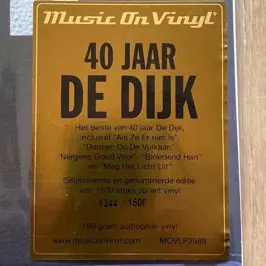 Music On Vinyl
40 JAAR
DE DIJK
Het beste van 40 jaar De Dijk,
inclusief "Als Ze Er niet Is",
"Dansen Op De Vulkaan"
"Nergens Goed Voor", "Bloedend Hart"
en "Mag Het Licht Uit"
Gelimiteerde en genummerde editie
van 1500 stuks op wit vinyl
1344 / 1500
180 gram audiophile vinyl
www.musiconvinyl.com MOVLP2989